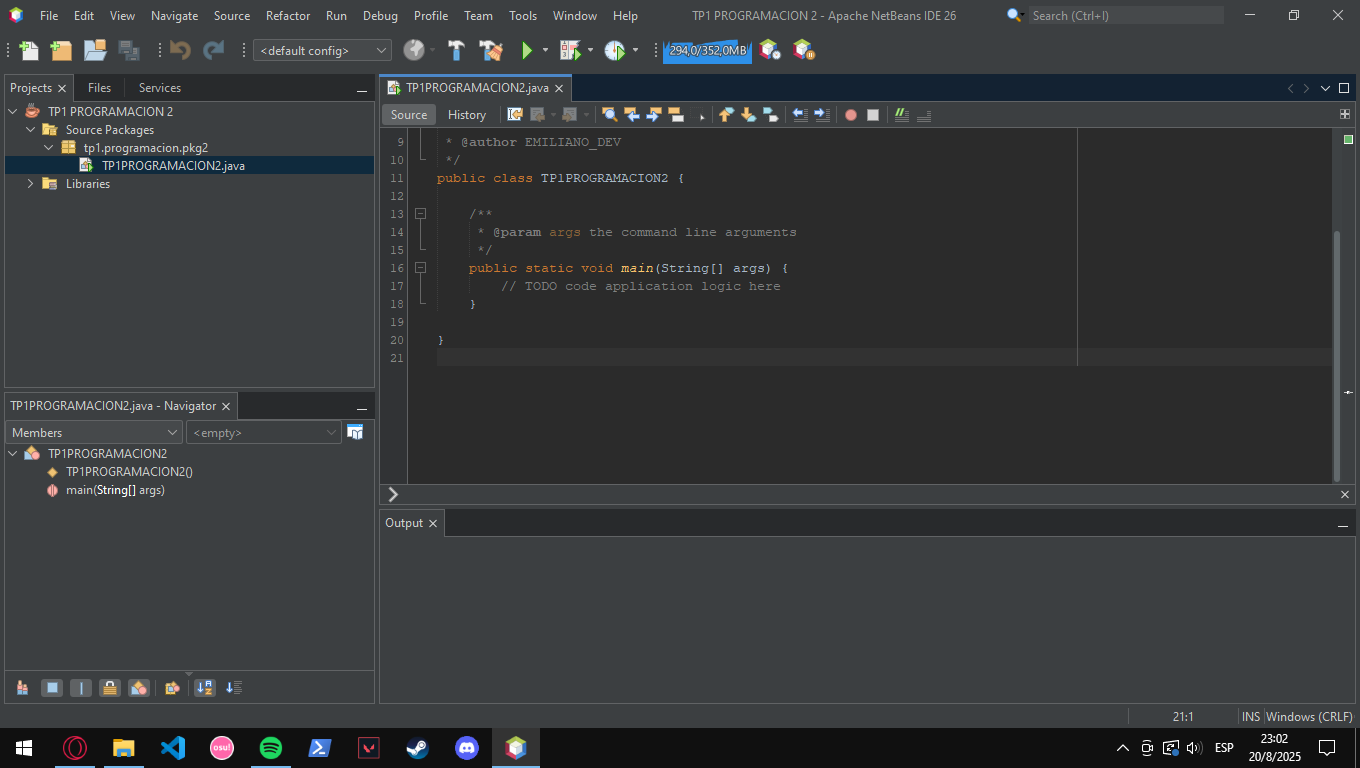 File Edit View Navigate Source Refactor Run Debug Profile Team Tools Window Help TP1 PROGRAMACION 2 - Apache NetBeans IDE 26 Search (Ctrl+I)
<default config> 294,0/352,0MB
Projects Files Services
TP1 PROGRAMACION 2
Source Packages
tp1.programacion.pkg2
TP1PROGRAMACION2.java
Libraries
TP1PROGRAMACION2.java - Navigator
Members <empty>
TP1PROGRAMACION2
TP1PROGRAMACION2()
main(String[] args)
TP1PROGRAMACION2.java
Source History
9 * @author EMILIANO_DEV
10 */
11 public class TP1PROGRAMACION2 {
12
13 /**
14 * @param args the command line arguments
15 */
16 public static void main(String[] args) {
17 // TODO code application logic here
18 }
19
20 }
21
Output
21:1 INS Windows (CRLF)
osu!
ESP
23:02
20/8/2025